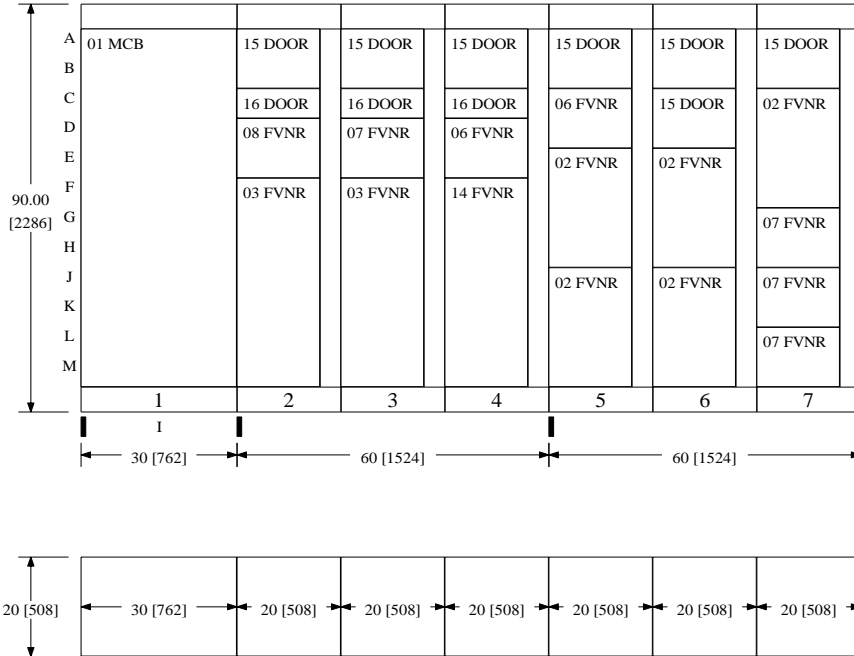 A 01 MCB 15 DOOR 15 DOOR 15 DOOR 15 DOOR 15 DOOR 15 DOOR
B
C 16 DOOR 16 DOOR 16 DOOR 06 FVNR 15 DOOR 02 FVNR
D 08 FVNR 07 FVNR 06 FVNR
E 02 FVNR 02 FVNR
F 03 FVNR 03 FVNR 14 FVNR
90.00
G 07 FVNR
[2286]
H
J 02 FVNR 02 FVNR 07 FVNR
K
L 07 FVNR
M
1 2 3 4 5 6 7
I
30 [762] 60 [1524] 60 [1524]
20 [508] 30 [762] 20 [508] 20 [508] 20 [508] 20 [508] 20 [508] 20 [508]